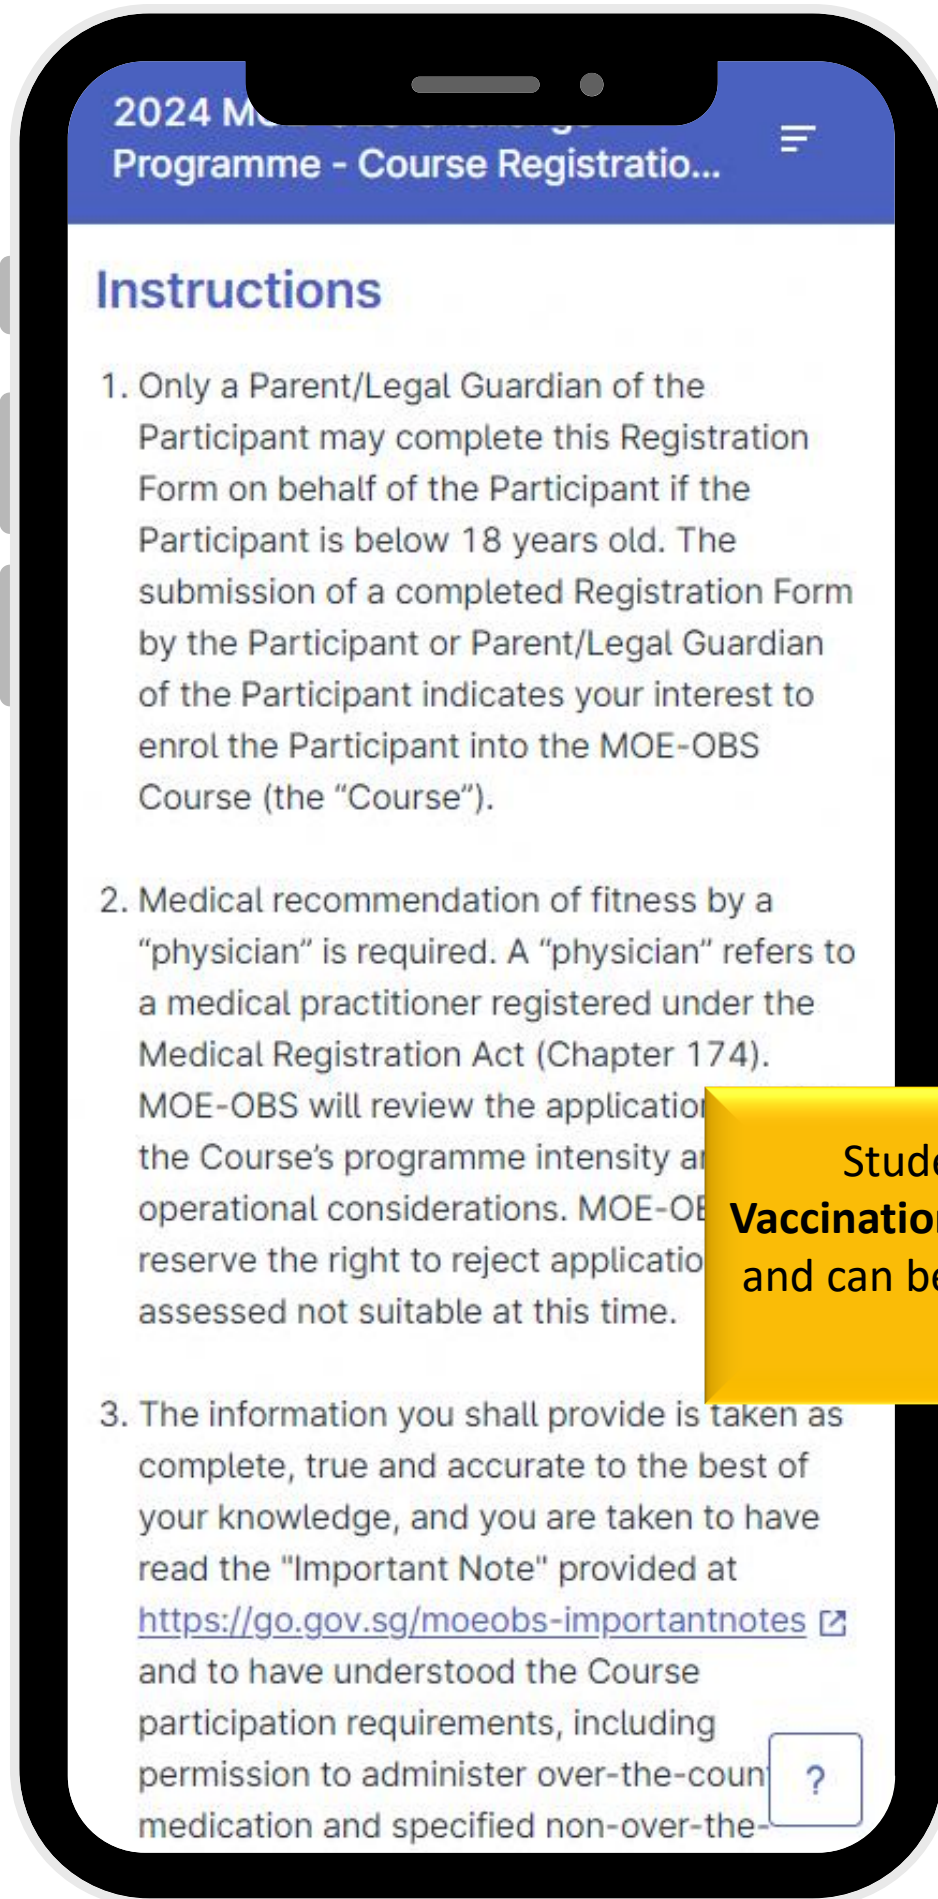 2024
Programme - Course Registratio...
Instructions
1. Only a Parent/Legal Guardian of the
Participant may complete this Registration
Form on behalf of the Participant if the
Participant is below 18 years old. The
submission of a completed Registration Form
by the Participant or Parent/Legal Guardian
of the Participant indicates your interest to
enrol the Participant into the MOE-OBS
Course (the “Course”).
2. Medical recommendation of fitness by a
“physician” is required. A “physician” refers to
a medical practitioner registered under the
Medical Registration Act (Chapter 174).
MOE-OBS will review the
the Course’s programme intensity
operational considerations.
reserve the right to reject
assessed not suitable at this time.
and can
3. The information you shall provide is taken as
complete, true and accurate to the best of
your knowledge, and you are taken to have
read the "Important Note" provided at
https://go.gov.sg/moeobs-importantnotes
and to have understood the Course
participation requirements, including
permission to administer over-the-
medication and specified non-over-the-
?